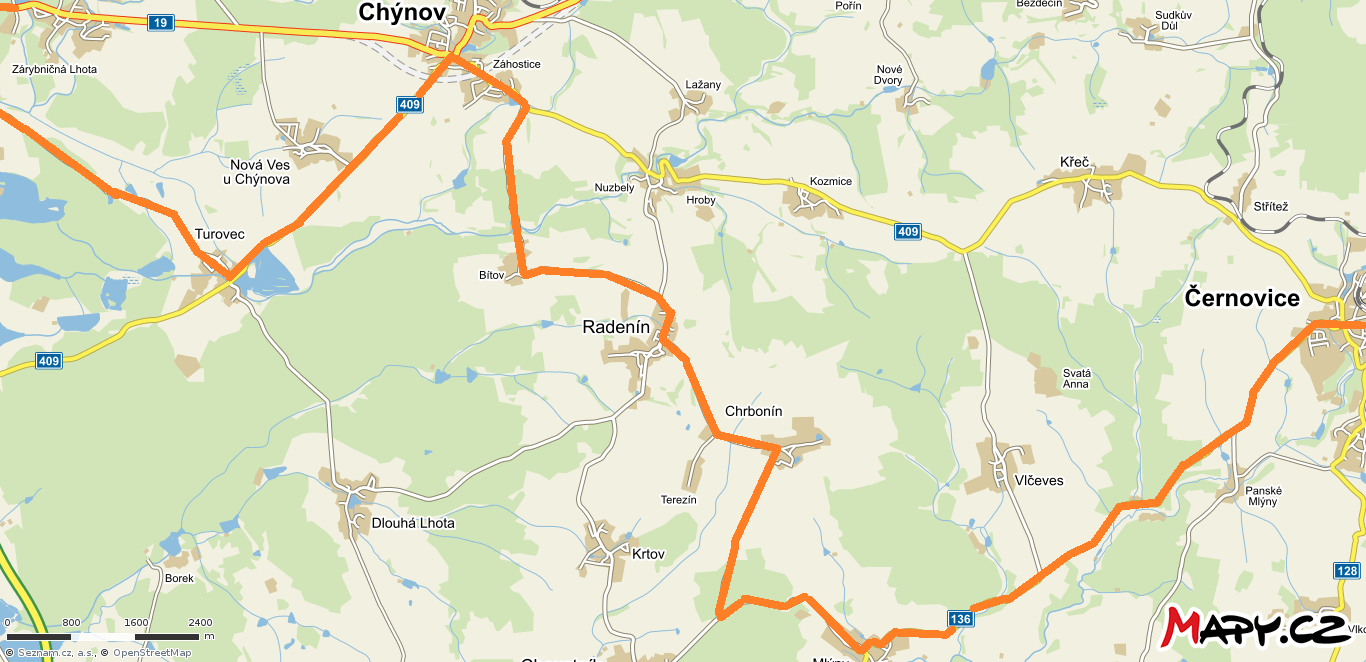 Chýnov
Bezděčín
Pořín
Sudkův
Důl
19
Zárybničná Lhota
Záhostice
Nové
Dvory
Lažany
409
Nová Ves
u Chýnova
Křeč
Nuzbely
Kozmice
Hroby
Střítež
Turovec
409
Bítov
Černovice
Radenín
409
Svatá
Anna
Chrbonín
Vlčeves
Terezín
Panské
Mlýny
Dlouhá Lhota
Krtov
Borek
128
0 800 1600 2400
m
136
MAPY.CZ
© Seznam.cz, a.s., © OpenStreetMap
Mlýny